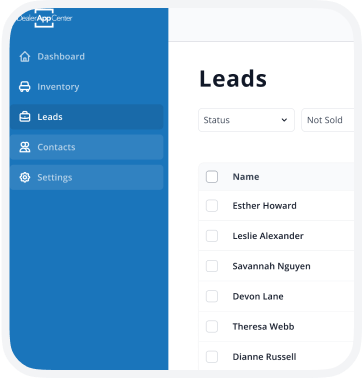 DealerAppCenter
Dashboard
Inventory
Leads
Contacts
Settings
Leads
Status
Not Sold
Name
Esther Howard
Leslie Alexander
Savannah Nguyen
Devon Lane
Theresa Webb
Dianne Russell